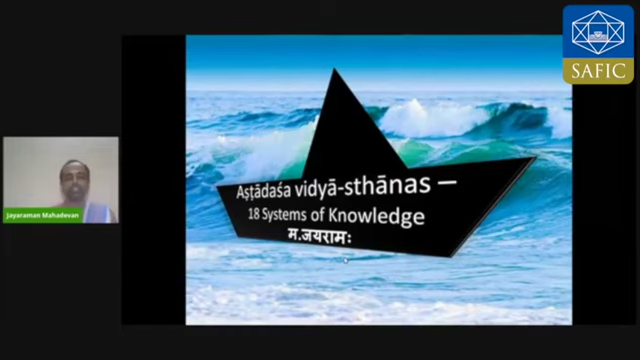 SAFIC
Aṣṭādaśa vidyā-sthānas —
18 Systems of Knowledge
म.जयरामः
Jayaraman Mahadevan